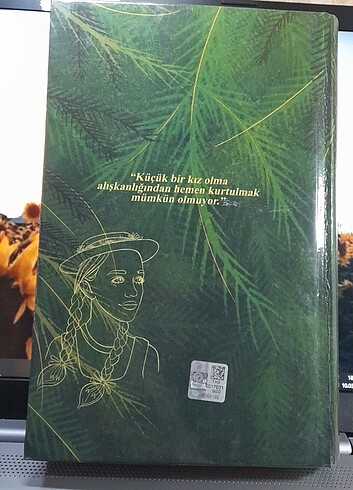 “Küçük bir kız olma
alışkanlığından hemen kurtulmak
mümkün olmuyor.”